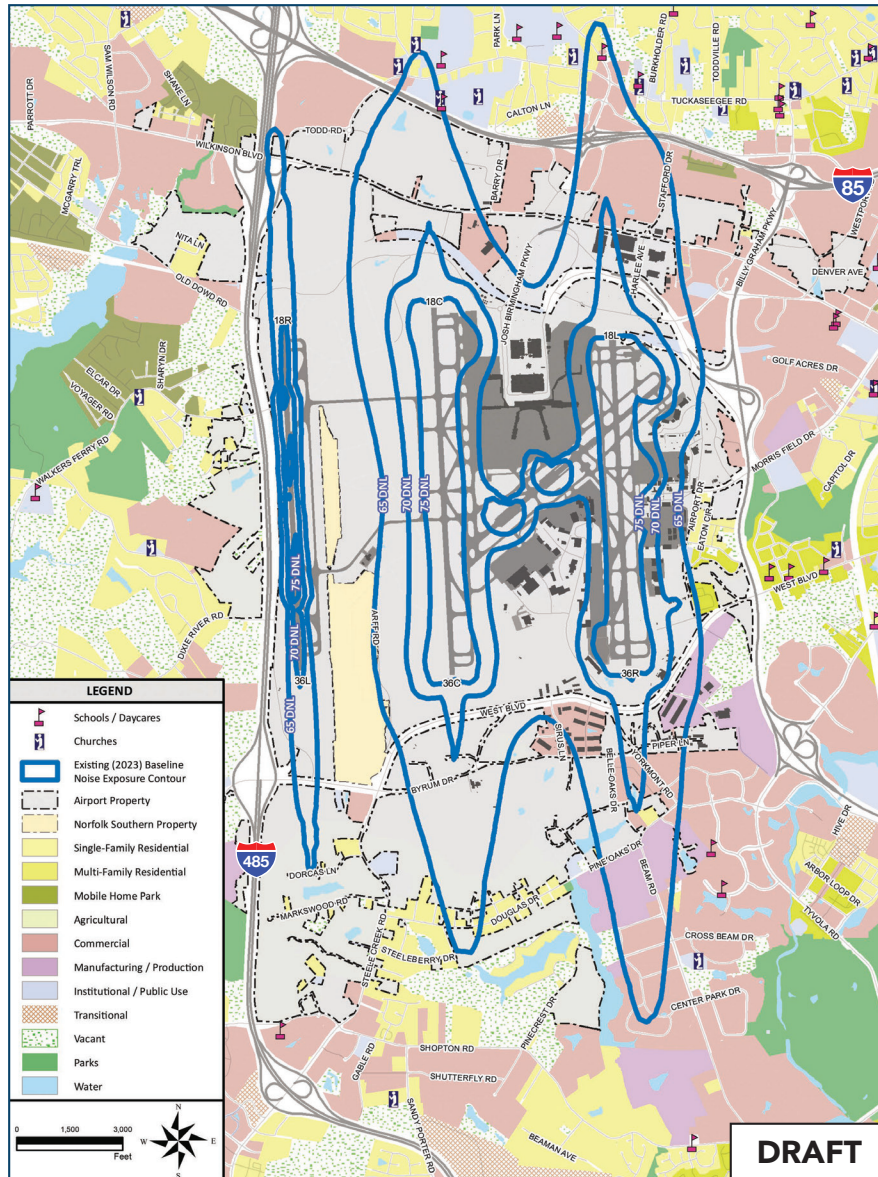 PARK LN
BURKHOLDER RD
TODDVILLE RD
SAM WILSON RD
SHANE LN
PARROTT DR
CALTON LN
TUCKASEEGEE RD
TODD RD
WILKINSON BLVD
BARRY DR
STAFFORD DR
85
MCGARRY TRL
NITA LN
OLD DOWD RD
JOSH BIRMINGHAM PKWY
HARLEE AVE
BILLY GRAHAM PKWY
DENVER AVE
18R
18C
18L
SHARYN DR
ELCAR DR
VOYAGER RD
GOLF ACRES DR
WALKERS FERRY RD
MORRIS FIELD DR
CAPITOL DR
65 DNL
70 DNL
75 DNL
75 DNL
70 DNL
65 DNL
AIRPORT DR
EATON CIR
WEST BLVD
75 DNL
70 DNL
65 DNL
DIXIE RIVER RD
36L
36C
36R
WEST BLVD
SIRUS LN
PIPER LN
YORKMONT RD
BELLE-OAKS DR
BYRUM DR
485
DORCAS LN
MARKSWOOD RD
STEELE CREEK RD
STEELEBERRY DR
DOUGLAS DR
PINE OAKS DR
BEAM RD
HIVE DR
ARBOR LOOP DR
TYVOLA RD
CROSS BEAM DR
CENTER PARK DR
PINECREST DR
SHOPTON RD
GABLE RD
SHUTTERFLY RD
SANDY PORTER RD
BEAMAN AVE
LEGEND
Schools / Daycares
Churches
Existing (2023) Baseline
Noise Exposure Contour
Airport Property
Norfolk Southern Property
Single-Family Residential
Multi-Family Residential
Mobile Home Park
Agricultural
Commercial
Manufacturing / Production
Institutional / Public Use
Transitional
Vacant
Parks
Water
0 1,500 3,000
Feet
N
W E
S
DRAFT